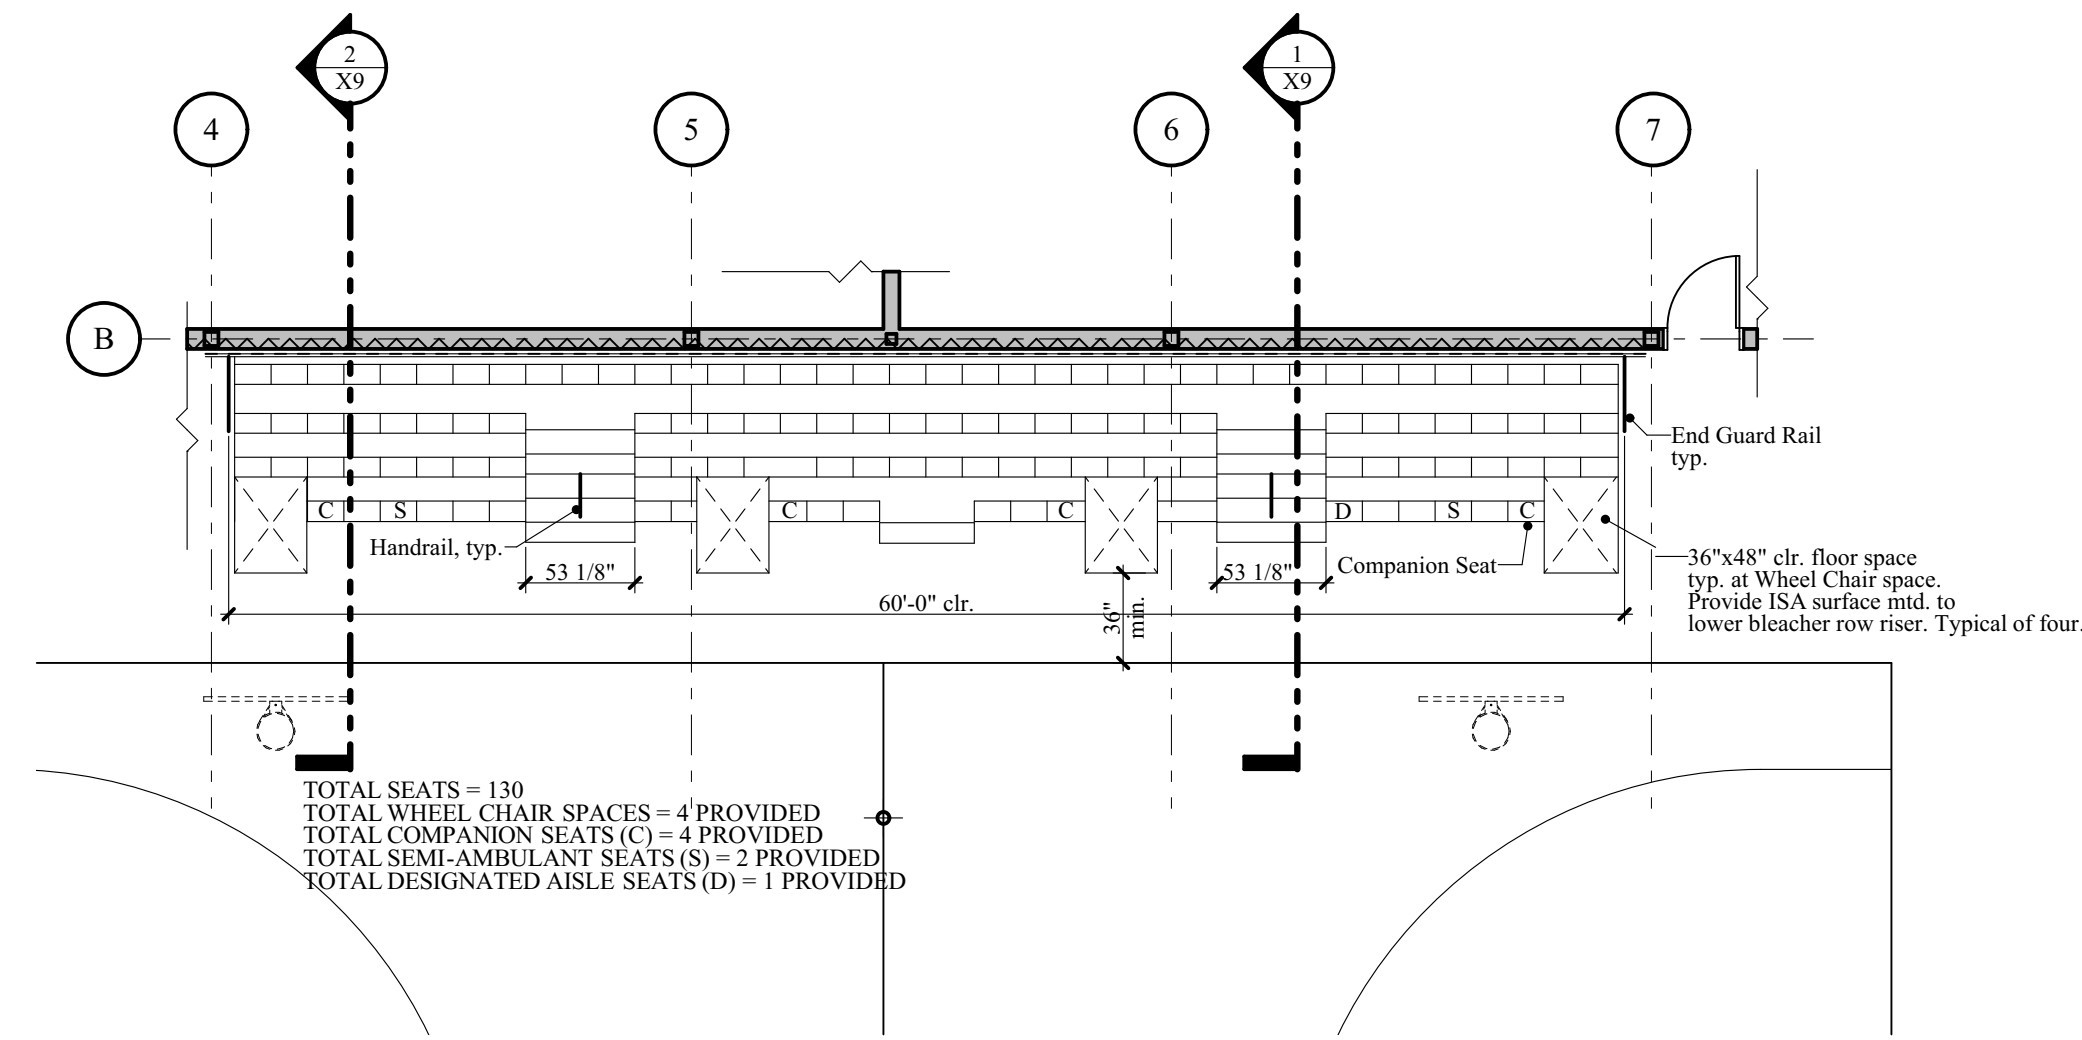 2
X9
1
X9
4
5
6
7
B
End Guard Rail
typ.
C
S
C
C
D
S
C
Handrail, typ.
53 1/8"
53 1/8"
Companion Seat
36"x48" clr. floor space
typ. at Wheel Chair space.
Provide ISA surface mtd. to
lower bleacher row riser. Typical of four.
60'-0" clr.
36"
min.
TOTAL SEATS = 130
TOTAL WHEEL CHAIR SPACES = 4 PROVIDED
TOTAL COMPANION SEATS (C) = 4 PROVIDED
TOTAL SEMI-AMBULANT SEATS (S) = 2 PROVIDED
TOTAL DESIGNATED AISLE SEATS (D) = 1 PROVIDED